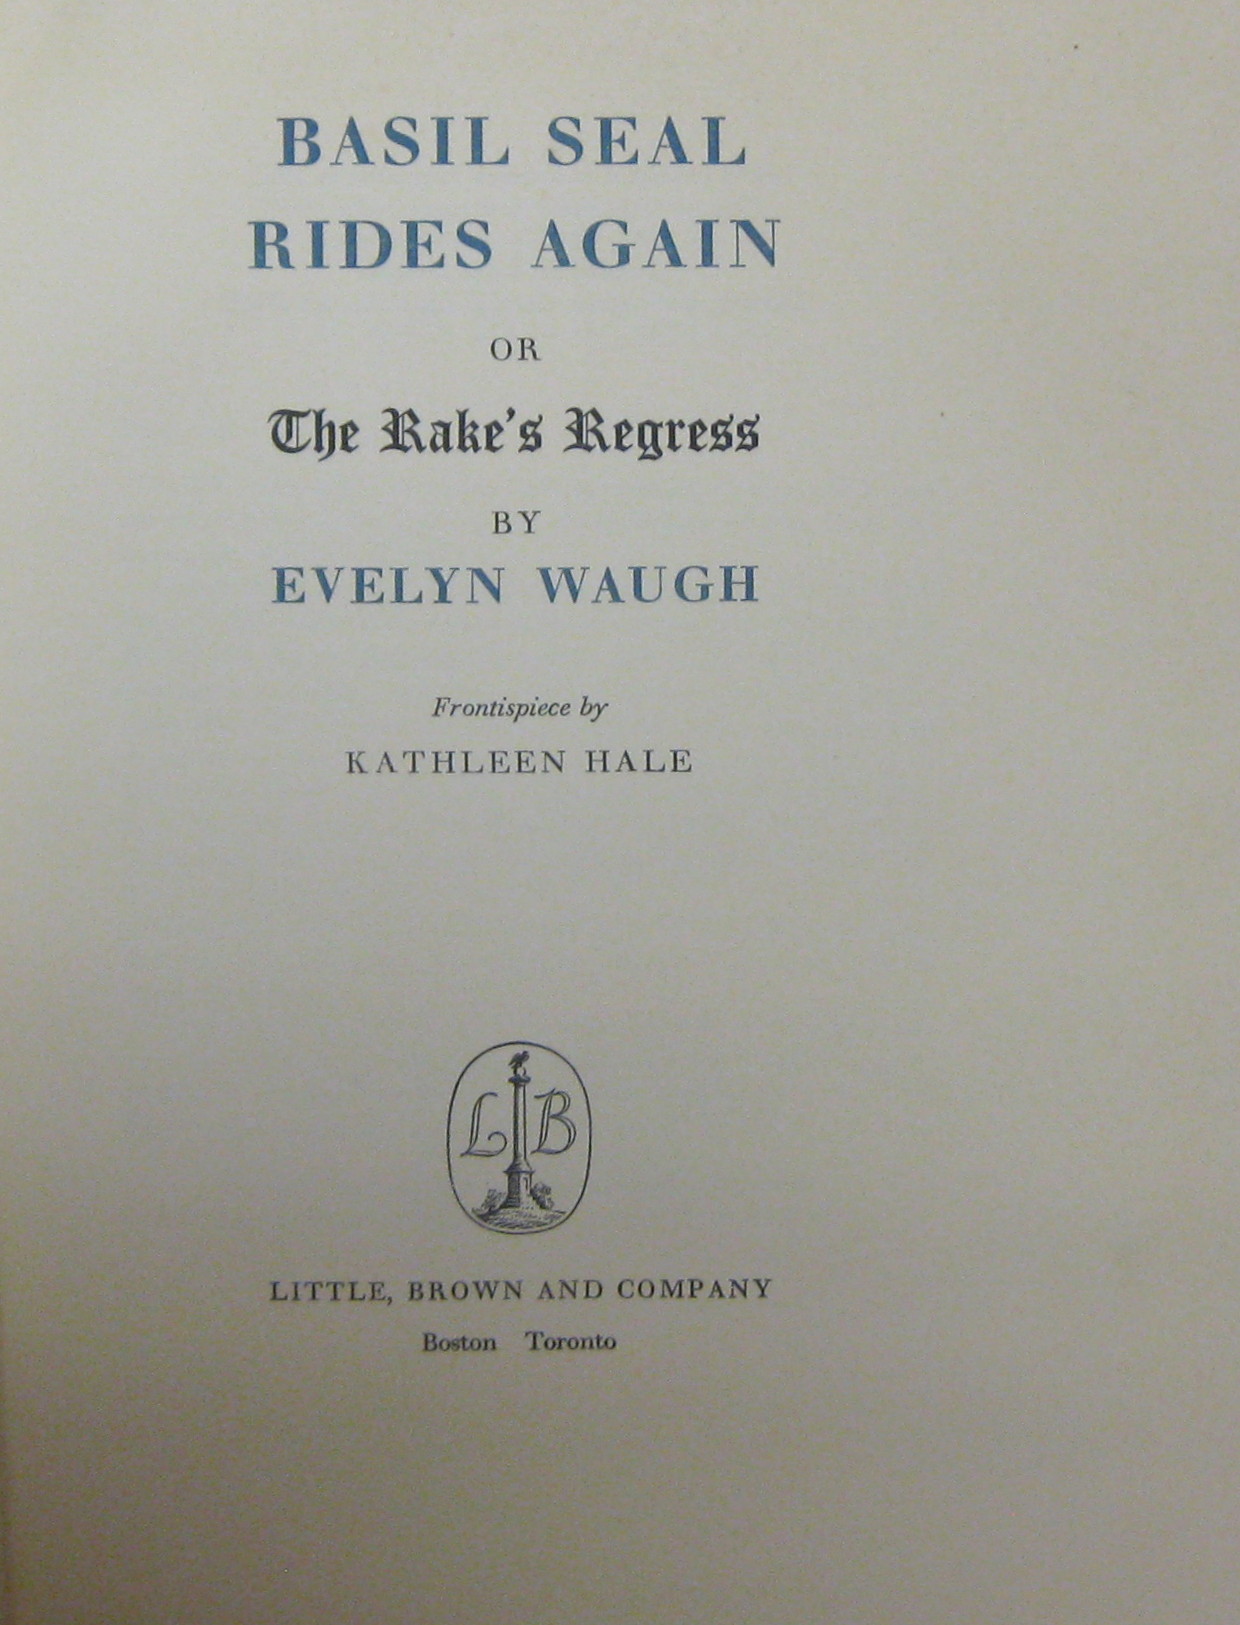 BASIL SEAL
RIDES AGAIN
OR
The Rake's Regress
BY
EVELYN WAUGH
Frontispiece by
KATHLEEN HALE
L B
LITTLE, BROWN AND COMPANY
Boston Toronto